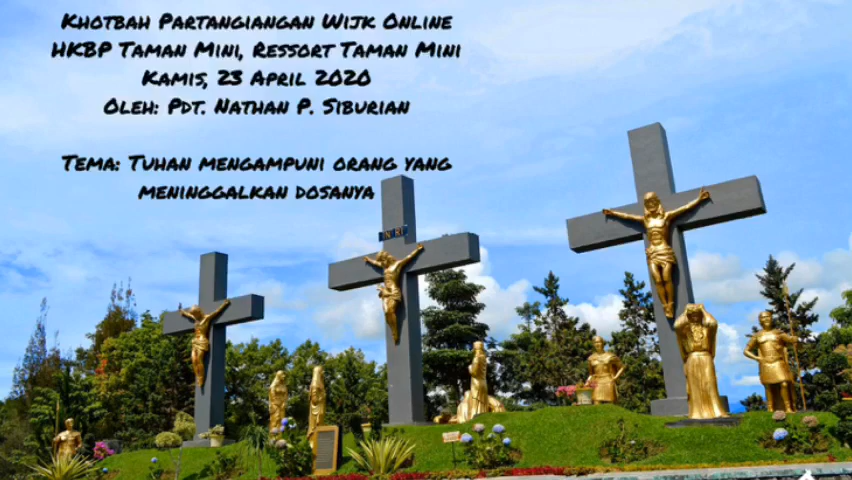 Khotbah Partangiangan Wijk Online
HKBP Taman Mini, Ressort Taman Mini
Kamis, 23 April 2020
Oleh: Pdt. Nathan P. Siburian
Tema: Tuhan mengampuni orang yang
meninggalkan dosanya
INRI